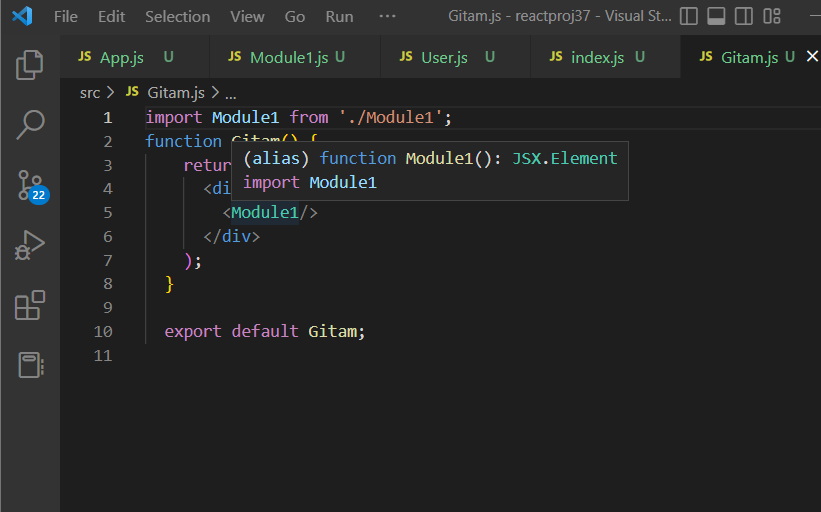 File Edit Selection View Go Run ··· Gitam.js - reactproj37 - Visual St...
JS App.js U JS Module1.js U JS User.js U JS index.js U JS Gitam.js U
src > JS Gitam.js > ...
1 import Module1 from './Module1';
2 function Gitam() {
(alias) function Module1(): JSX.Element
import Module1
3 retur
4 <di
5 <Module1/>
6 </div>
7 );
8 }
9
10 export default Gitam;
11
22